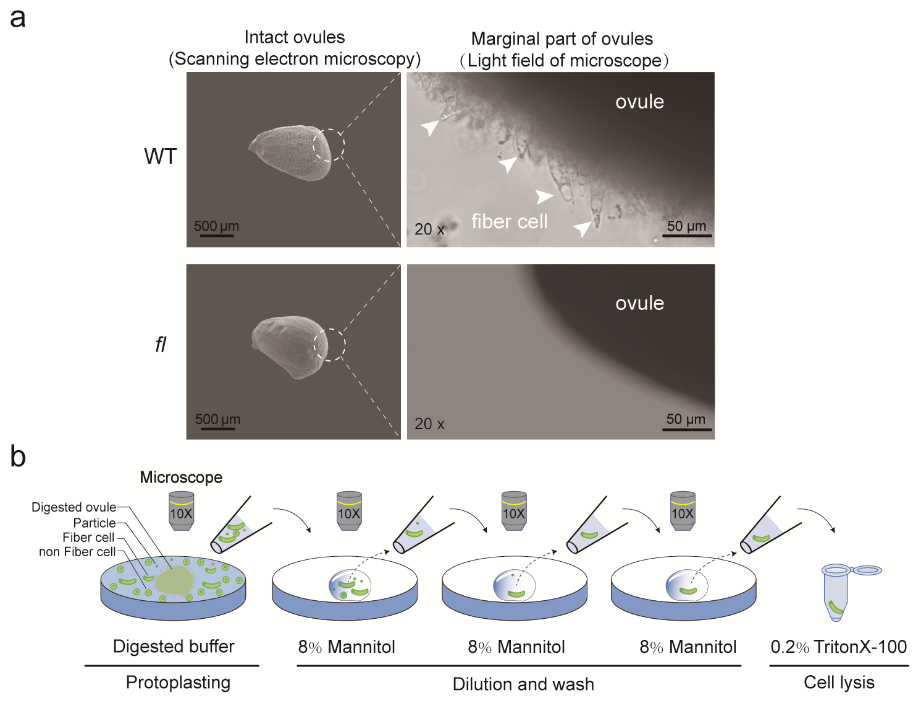 a
Intact ovules
(Scanning electron microscopy)
Marginal part of ovules
(Light field of microscope)
WT
500 µm
ovule
fiber cell
20 x
50 µm
fl
500 µm
ovule
20 x
50 µm
b
Microscope
Digested ovule
Particle
Fiber cell
non Fiber cell
10X
10X
10X
10X
Digested buffer
8% Mannitol
8% Mannitol
8% Mannitol
0.2% TritonX-100
Protoplasting
Dilution and wash
Cell lysis